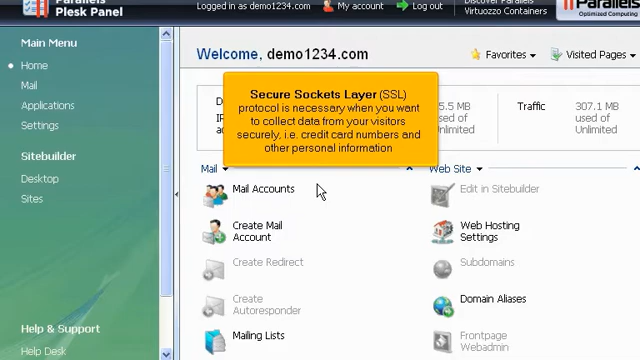 Parallels
Plesk Panel
Logged in as demo1234.com
My account
Log out
Discover Parallels
Virtuozzo Containers
Parallels
Optimized Computing
Main Menu
Home
Mail
Applications
Settings
Sitebuilder
Desktop
Sites
Help & Support
Help Desk
Welcome, demo1234.com
Favorites
Visited Pages
Secure Sockets Layer (SSL)
protocol is necessary when you want
to collect data from your visitors
securely, i.e. credit card numbers and
other personal information
5.5 MB
used of
Unlimited
Traffic
307.1 MB
used of
Unlimited
Mail
Mail Accounts
Create Mail
Account
Create Redirect
Create
Autoresponder
Mailing Lists
Web Site
Edit in Sitebuilder
Web Hosting
Settings
Subdomains
Domain Aliases
Frontpage
Webadmin